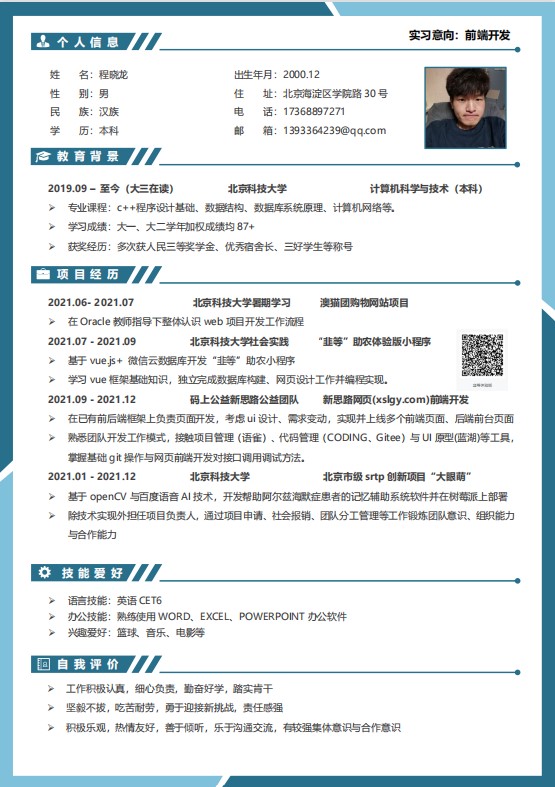 实习意向：前端开发
个人信息
姓 名：程晓龙 出生年月：2000.12
性 别：男 住 址：北京海淀区学院路 30 号
民 族：汉族 电 话：17368897271
学 历：本科 邮 箱：1393364239@qq.com
教育背景
2019.09 – 至今（大三在读） 北京科技大学 计算机科学与技术（本科）
专业课程：c++程序设计基础、数据结构、数据库系统原理、计算机网络等。
学习成绩：大一、大二学年加权成绩均 87+
获奖经历：多次获人民三等奖学金、优秀宿舍长、三好学生等称号
项目经历
2021.06- 2021.07 北京科技大学暑期学习 澳猫团购物网站项目
在 Oracle 教师指导下整体认识 web 项目开发工作流程
2021.07 - 2021.09 北京科技大学社会实践 “韭等”助农体验版小程序
基于 vue.js+ 微信云数据库开发“韭等”助农小程序
学习 vue 框架基础知识，独立完成数据库构建、网页设计工作并编程实现。
2021.09 - 2021.12 码上公益新思路公益团队 新思路网页(xslgy.com)前端开发
在已有前后端框架上负责页面开发，考虑 ui 设计、需求变动，实现并上线多个前端页面、后端前台页面
熟悉团队开发工作模式，接触项目管理（语雀）、代码管理（CODING、Gitee）与 UI 原型(蓝湖)等工具，
掌握基础 git 操作与网页前端开发对接口调用调试方法。
2021.01 - 2021.12 北京科技大学 北京市级 srtp 创新项目“大眼萌”
基于 openCV 与百度语音 AI 技术，开发帮助阿尔兹海默症患者的记忆辅助系统软件并在树莓派上部署
除技术实现外担任项目负责人，通过项目申请、社会报销、团队分工管理等工作锻炼团队意识、组织能力
与合作能力
技能爱好
语言技能：英语 CET6
办公技能：熟练使用 WORD、EXCEL、POWERPOINT 办公软件
兴趣爱好：篮球、音乐、电影等
自我评价
工作积极认真，细心负责，勤奋好学，踏实肯干
坚毅不拔，吃苦耐劳，勇于迎接新挑战，责任感强
积极乐观，热情友好，善于倾听，乐于沟通交流，有较强集体意识与合作意识